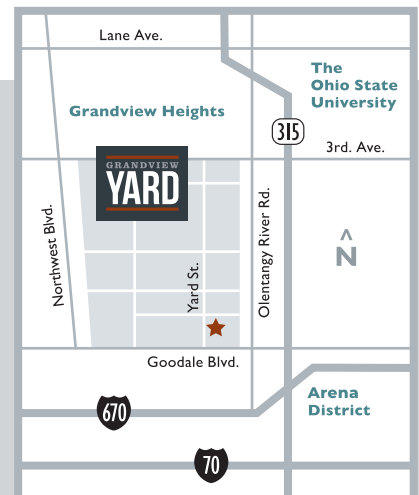 Lane Ave.
The
Ohio State
University
Grandview Heights
315
3rd. Ave.
GRANDVIEW
YARD
Northwest Blvd.
Yard St.
Olentangy River Rd.
^
N
Goodale Blvd.
Arena
District
670
70